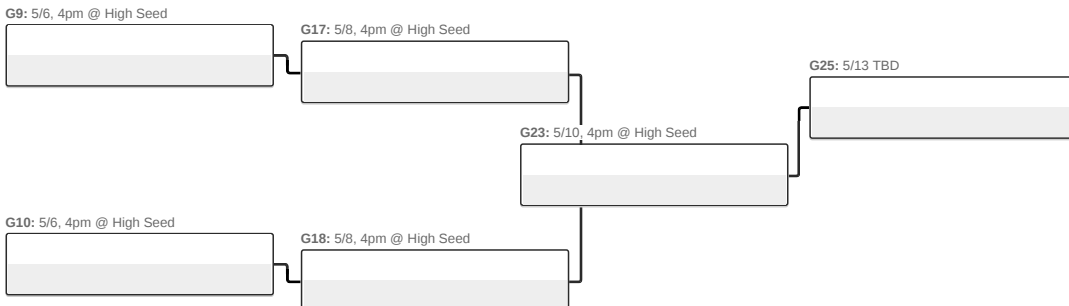 G9: 5/6, 4pm @ High Seed
G17: 5/8, 4pm @ High Seed
G25: 5/13 TBD
G23: 5/10, 4pm @ High Seed
G10: 5/6, 4pm @ High Seed
G18: 5/8, 4pm @ High Seed